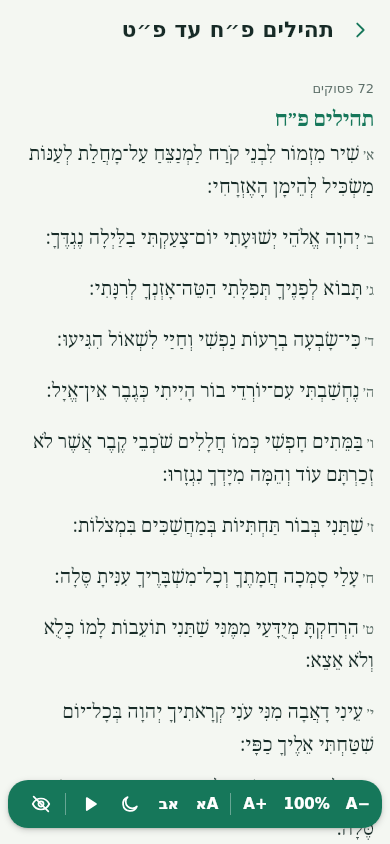 תהילים פ״ח עד פ״ט
72 פסוקים
תהילים פ״ח
א׳ שִׁיר מִזְמוֹר לִבְנֵי קֹרַח לַמְנַצֵּחַ עַל־מָחֲלַת לְעַנּוֹת
מַשְׂכִּיל לְהֵימָן הָאֶזְרָחִי׃
ב׳ יְהוָה אֱלֹהֵי יְשׁוּעָתִי יוֹם־צָעַקְתִּי בַלַּיְלָה נֶגְדֶּךָ׃
ג׳ תָּבוֹא לְפָנֶיךָ תְּפִלָּתִי הַטֵּה־אׇזְנְךָ לְרִנָּתִי׃
ד׳ כִּי־שָׂבְעָה בְרָעוֹת נַפְשִׁי וְחַיַּי לִשְׁאוֹל הִגִּיעוּ׃
ה׳ נֶחְשַׁבְתִּי עִם־יוֹרְדֵי בוֹר הָיִיתִי כְּגֶבֶר אֵין־אֱיָל׃
ו׳ בַּמֵּתִים חׇפְשִׁי כְּמוֹ חֲלָלִים שֹׁכְבֵי קֶבֶר אֲשֶׁר לֹא
זְכַרְתָּם עוֹד וְהֵמָּה מִיָּדְךָ נִגְזָרוּ׃
ז׳ שַׁתַּנִי בְּבוֹר תַּחְתִּיּוֹת בְּמַחֲשַׁכִּים בִּמְצֹלוֹת׃
ח׳ עָלַי סָמְכָה חֲמָתֶךָ וְכׇל־מִשְׁבָּרֶיךָ עִנִּיתָ סֶּלָה׃
ט׳ הִרְחַקְתָּ מְיֻדָּעַי מִמֶּנִּי שַׁתַּנִי תוֹעֵבוֹת לָמוֹ כָּלֻא
וְלֹא אֵצֵא׃
י׳ עֵינִי דָאֲבָה מִנִּי עֹנִי קְרָאתִיךָ יְהוָה בְּכׇל־יוֹם
שִׁטַּחְתִּי אֵלֶיךָ כַפָּי׃
אב אA A+ 100% A−